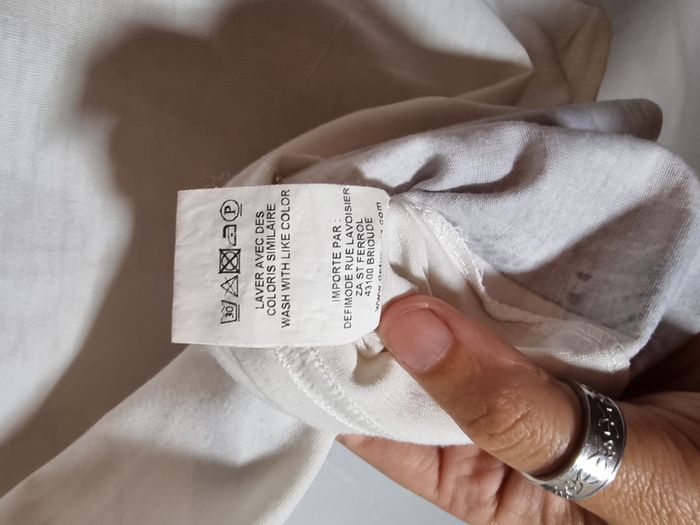 30 P
LAVER AVEC DES
COLORIS SIMILAIRE
WASH WITH LIKE COLOR
IMPORTE PAR :
DEFIMODE RUE LAVOISIER
ZA ST FERROL
43100 BRIOUDE